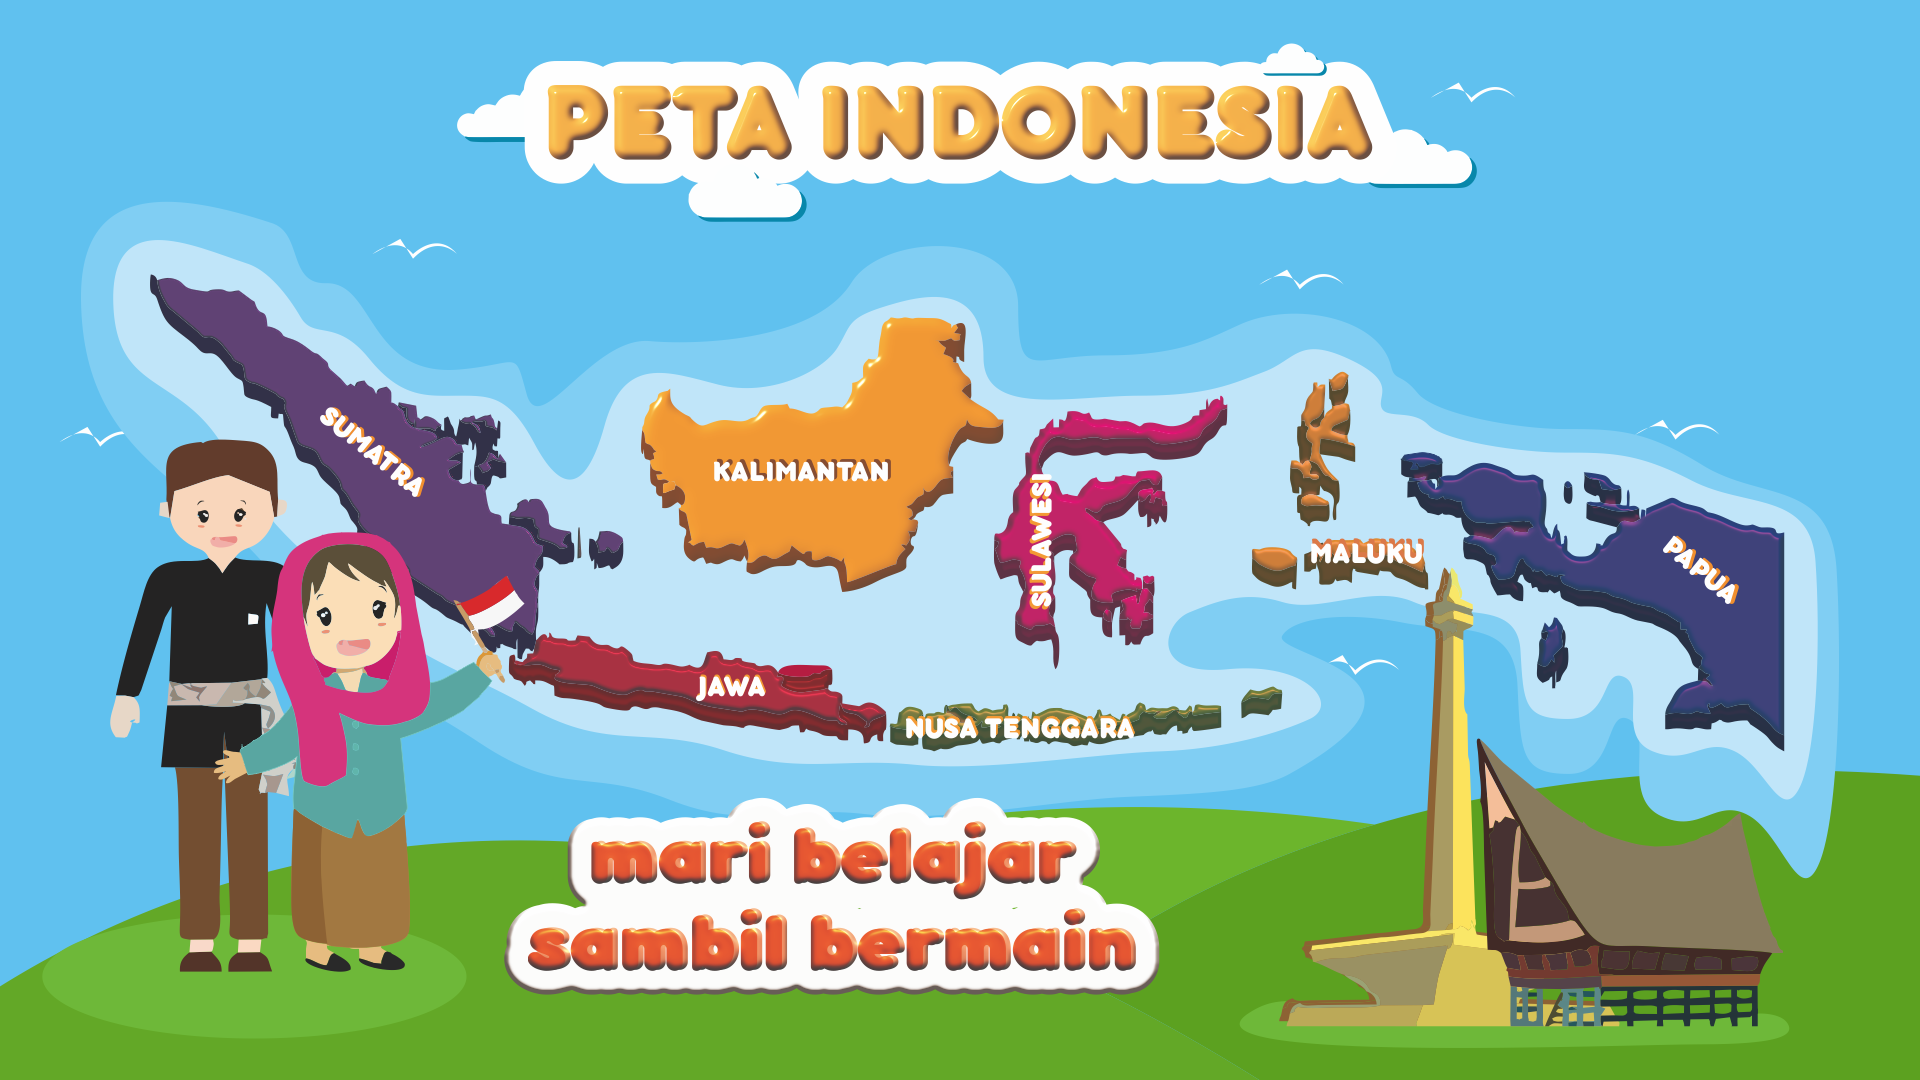 PETA INDONESIA
SUMATRA
KALIMANTAN
SULAWESI
MALUKU
PAPUA
JAWA
NUSA TENGGARA
mari belajar
sambil bermain